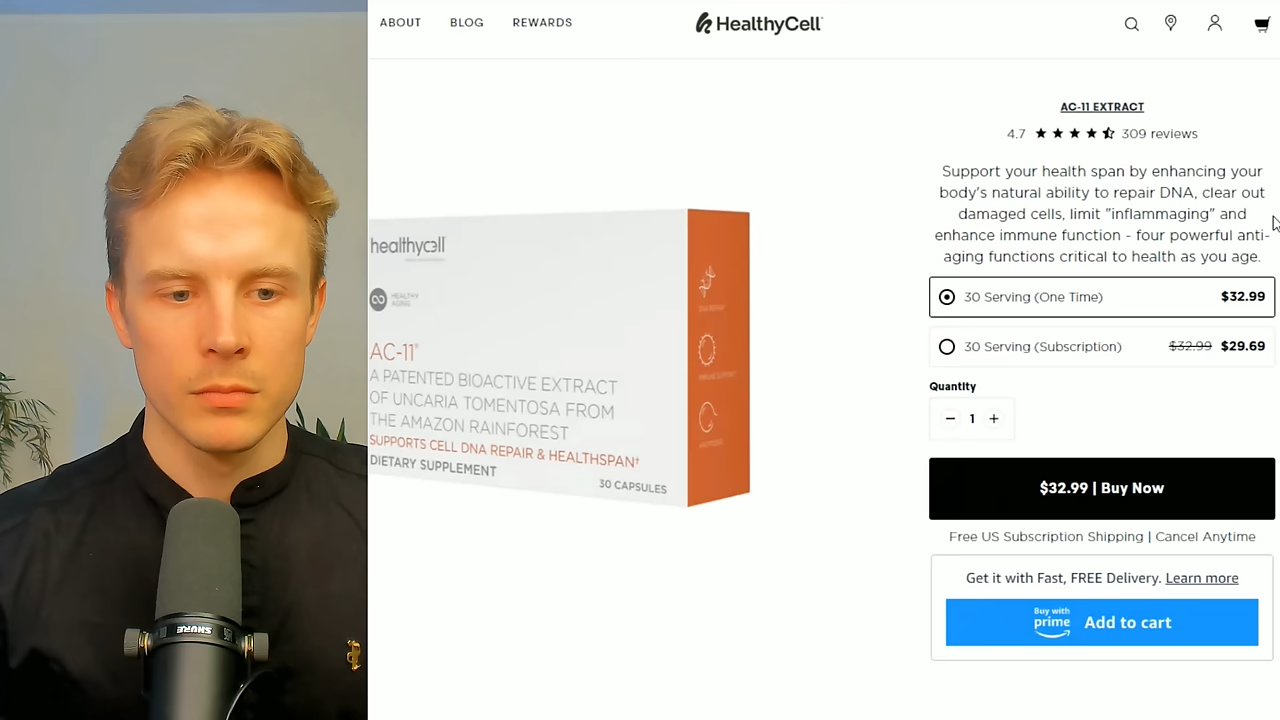 ABOUT BLOG REWARDS
HealthyCell
AC-11 EXTRACT
4.7 309 reviews
Support your health span by enhancing your
body's natural ability to repair DNA, clear out
damaged cells, limit "inflammaging" and
enhance immune function - four powerful anti-
aging functions critical to health as you age.
30 Serving (One Time) $32.99
30 Serving (Subscription) $32.99 $29.69
Quantity
− 1 +
$32.99 | Buy Now
Free US Subscription Shipping | Cancel Anytime
Get it with Fast, FREE Delivery. Learn more
Buy with
prime
Add to cart
healthycell
HEALTHY
AGING
AC-11®
A PATENTED BIOACTIVE EXTRACT
OF UNCARIA TOMENTOSA FROM
THE AMAZON RAINFOREST
SUPPORTS CELL DNA REPAIR & HEALTHSPAN†
DIETARY SUPPLEMENT
30 CAPSULES
SHURE